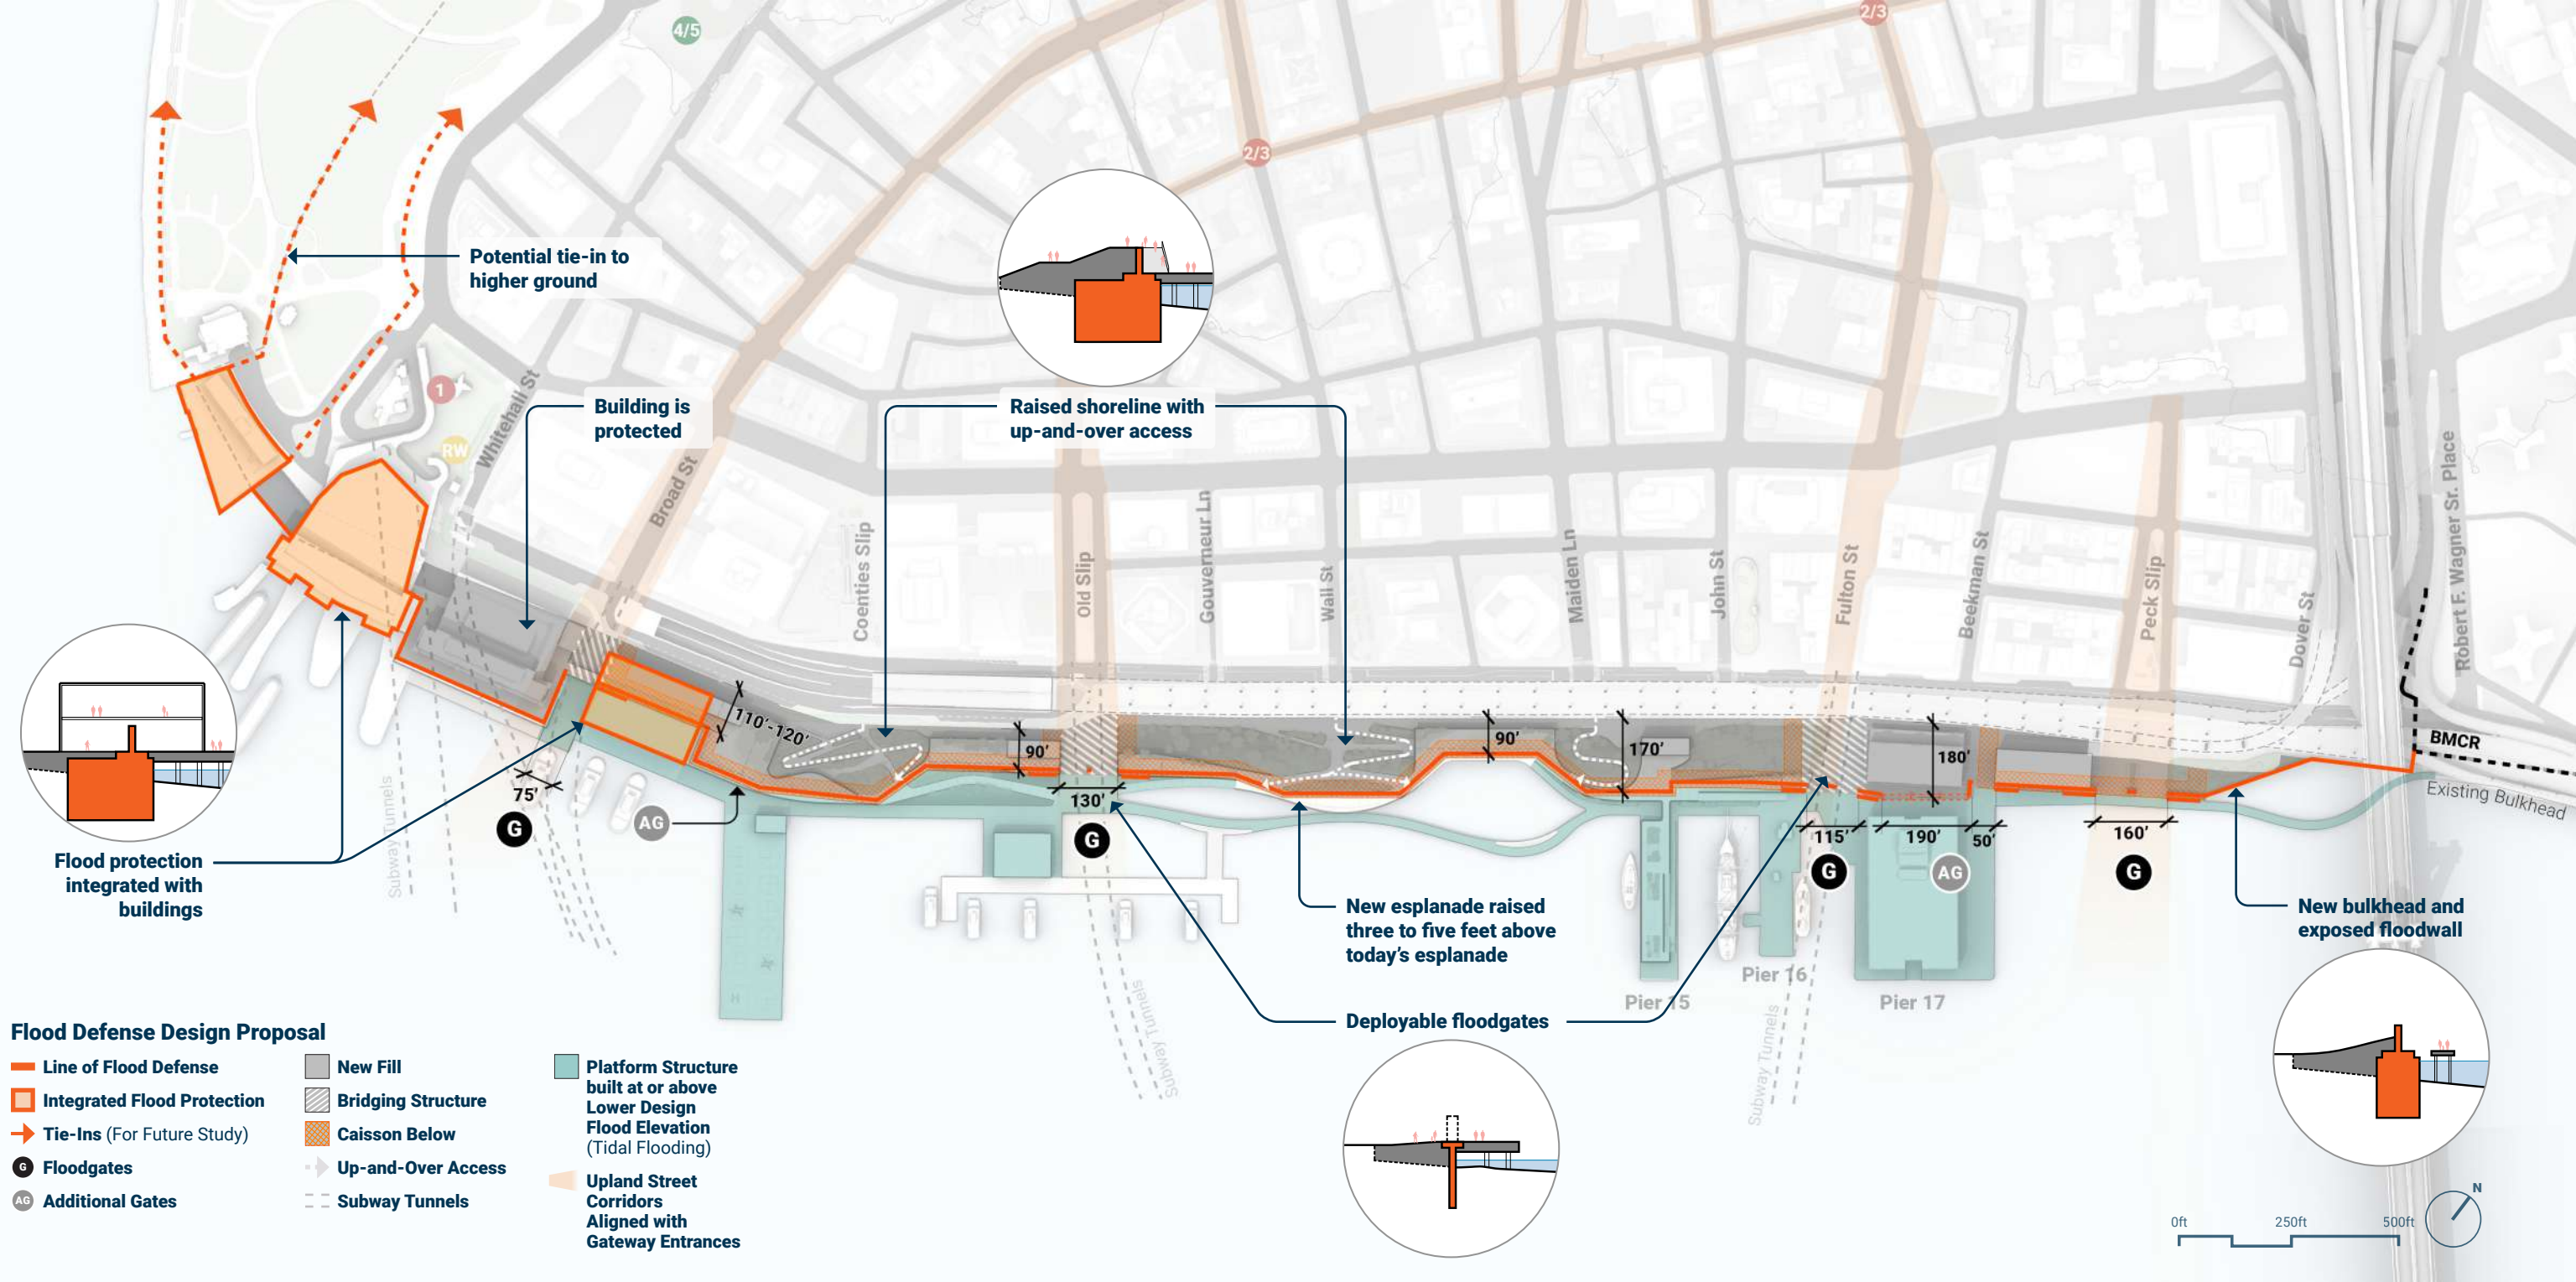 4/5
2/3
2/3
Potential tie-in to
higher ground
1
RW
Whitehall St
Building is
protected
Raised shoreline with
up-and-over access
Broad St
Coenties Slip
Old Slip
Gouverneur Ln
Wall St
Maiden Ln
John St
Fulton St
Beekman St
Peck Slip
Dover St
Robert F. Wagner Sr. Place
110'-120'
90'
90'
170'
180'
BMCR
Existing Bulkhead
75'
130'
115'
190'
50'
160'
G
AG
G
G
AG
G
Subway Tunnels
Subway Tunnels
Subway Tunnels
Flood protection
integrated with
buildings
New esplanade raised
three to five feet above
today's esplanade
New bulkhead and
exposed floodwall
Pier 15
Pier 16
Pier 17
H
Deployable floodgates
Flood Defense Design Proposal
Line of Flood Defense
Integrated Flood Protection
Tie-Ins (For Future Study)
G Floodgates
AG Additional Gates
New Fill
Bridging Structure
Caisson Below
Up-and-Over Access
Subway Tunnels
Platform Structure
built at or above
Lower Design
Flood Elevation
(Tidal Flooding)
Upland Street
Corridors
Aligned with
Gateway Entrances
0ft 250ft 500ft
N